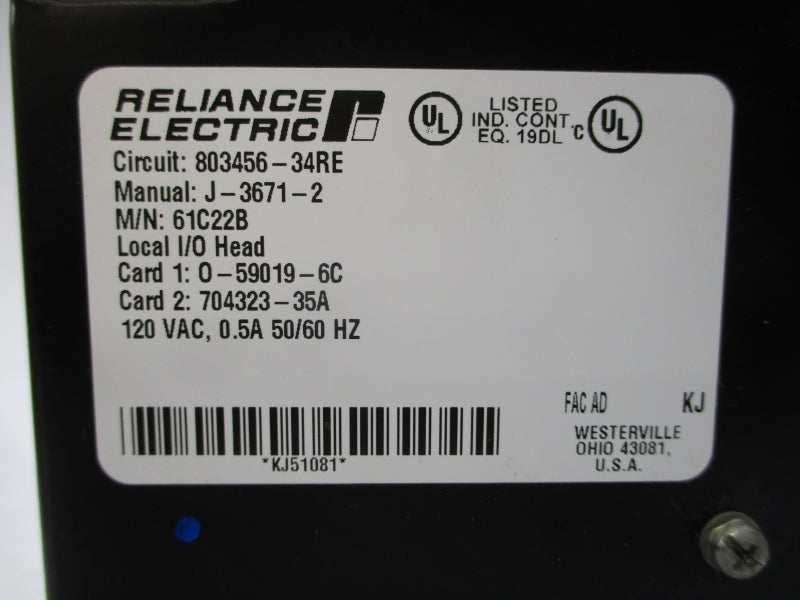 RELIANCE
ELECTRIC
UL
LISTED
IND. CONT.
EQ. 19DL
c UL
Circuit: 803456-34RE
Manual: J-3671-2
M/N: 61C22B
Local I/O Head
Card 1: O-59019-6C
Card 2: 704323-35A
120 VAC, 0.5A 50/60 HZ
FAC AD KJ
WESTERVILLE
OHIO 43081,
U.S.A.
*KJ51081*